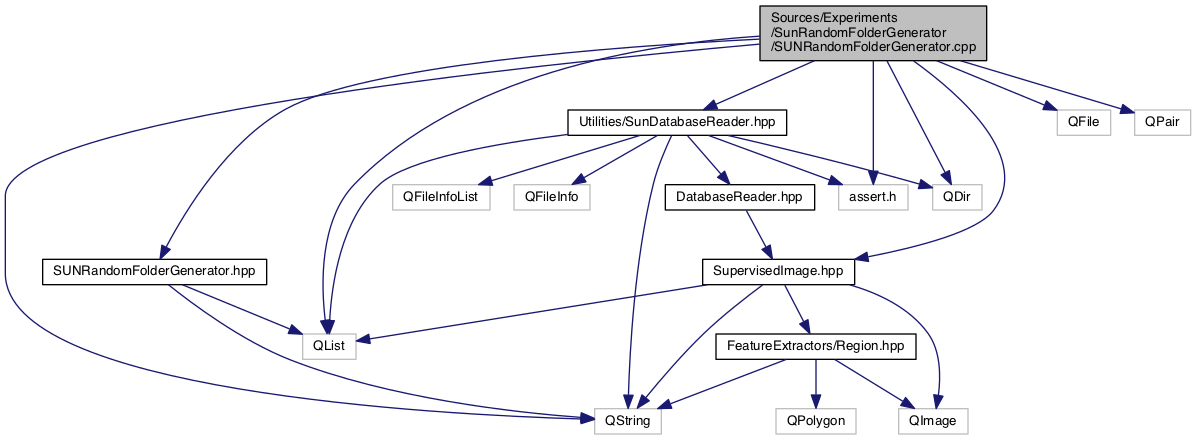 Sources/Experiments
/SunRandomFolderGenerator
/SUNRandomFolderGenerator.cpp
Utilities/SunDatabaseReader.hpp
QFile
QPair
QFileInfoList
QFileInfo
DatabaseReader.hpp
assert.h
QDir
SUNRandomFolderGenerator.hpp
SupervisedImage.hpp
QList
FeatureExtractors/Region.hpp
QString
QPolygon
QImage